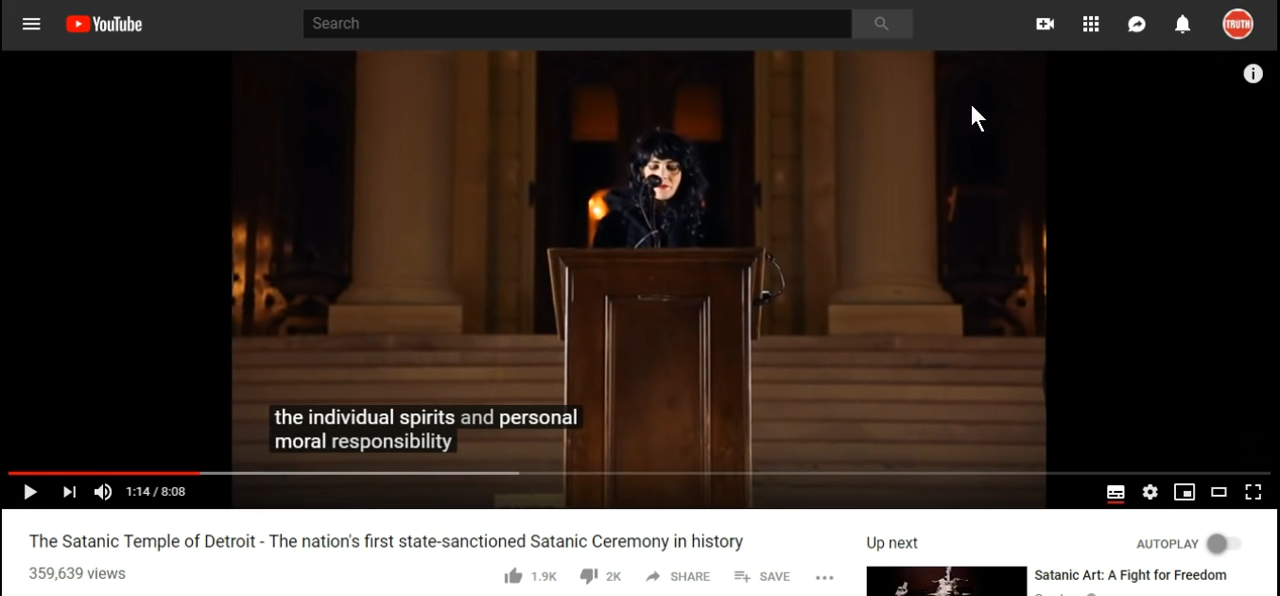 YouTube
Search
TRUTH
the individual spirits and personal
moral responsibility
1:14 / 8:08
The Satanic Temple of Detroit - The nation's first state-sanctioned Satanic Ceremony in history
359,639 views
1.9K
2K
SHARE
SAVE
Up next
AUTOPLAY
Satanic Art: A Fight for Freedom